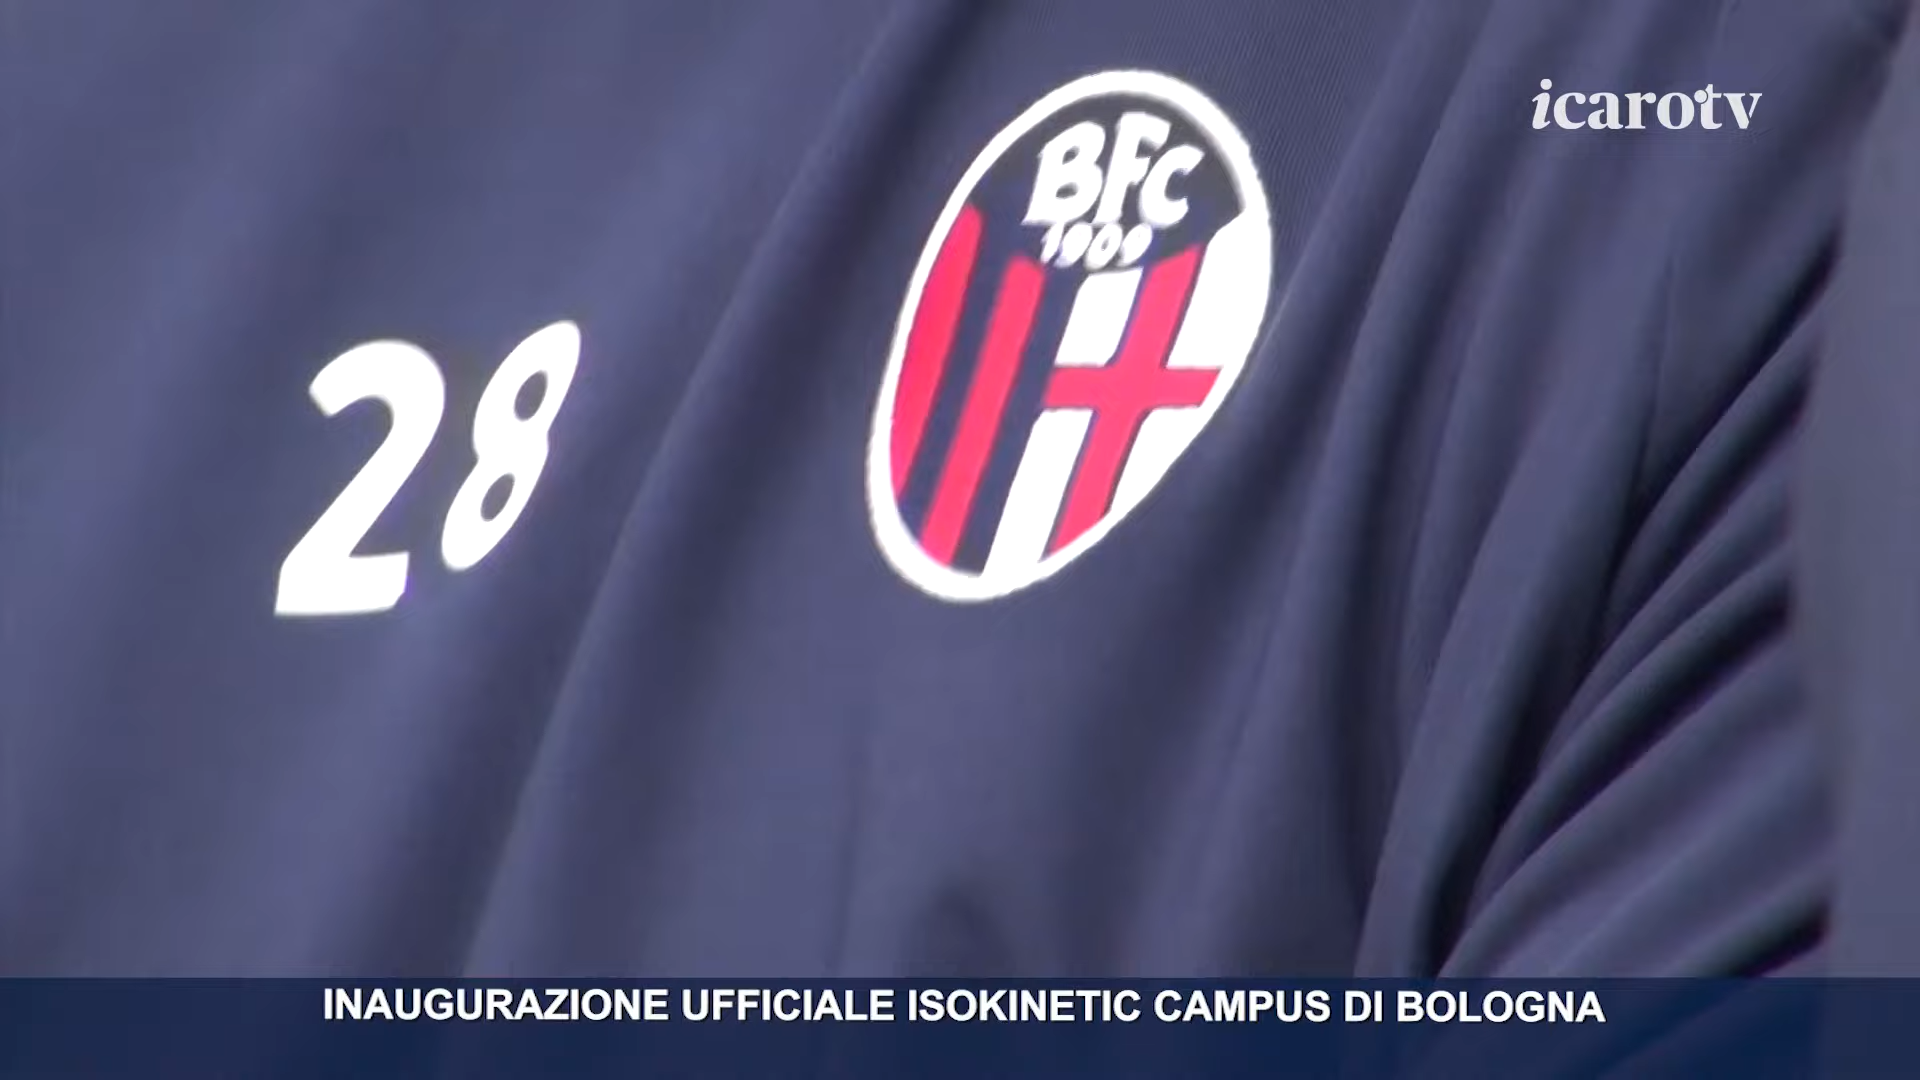 icarotv
BFC
1909
28
INAUGURAZIONE UFFICIALE ISOKINETIC CAMPUS DI BOLOGNA